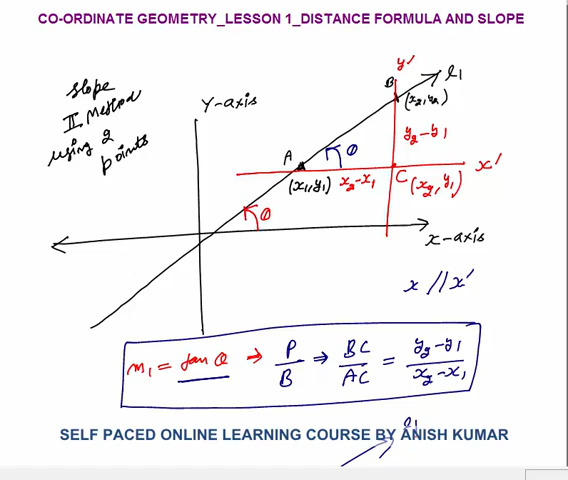 CO-ORDINATE GEOMETRY_LESSON 1_DISTANCE FORMULA AND SLOPE
slope
II Method
using 2
points
Y-axis
y'
B
l1
(x2, y2)
y2-y1
A
θ
(x1, y1)
x2-x1
C (x2, y1)
x'
θ
x-axis
x // x'
m1 = tan θ → P/B ⇒ BC/AC = y2-y1/x2-x1
SELF PACED ONLINE LEARNING COURSE BY ANISH KUMAR
l1